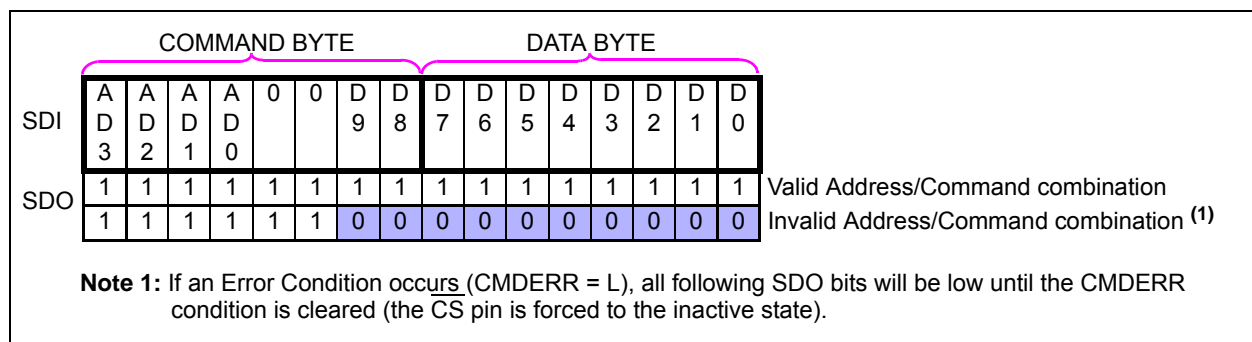 COMMAND BYTE DATA BYTE
SDI A D 3 A D 2 A D 1 A D 0 0 0 D 9 D 8 D 7 D 6 D 5 D 4 D 3 D 2 D 1 D 0
SDO 1 1 1 1 1 1 1 1 1 1 1 1 1 1 1 1 Valid Address/Command combination
1 1 1 1 1 1 0 0 0 0 0 0 0 0 0 0 Invalid Address/Command combination (1)
Note 1: If an Error Condition occurs (CMDERR = L), all following SDO bits will be low until the CMDERR
condition is cleared (the CS pin is forced to the inactive state).